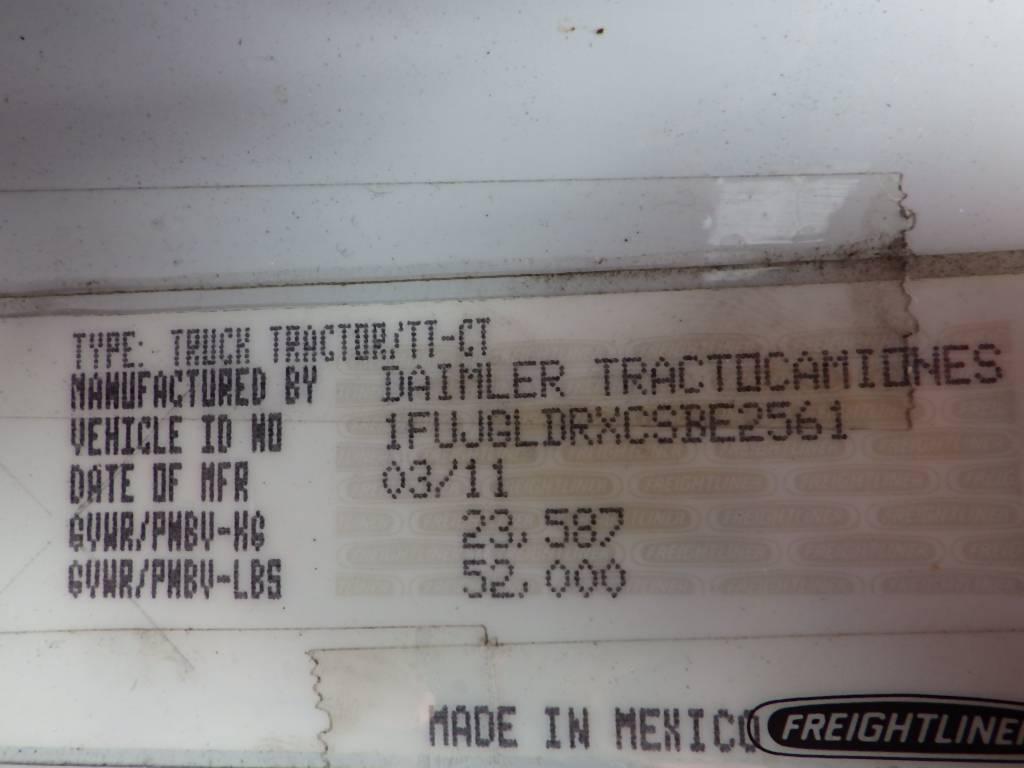 TYPE: TRUCK TRACTOR/TT-CT
MANUFACTURED BY DAIMLER TRACTOCAMIONES
VEHICLE ID NO 1FUJGLDRXCSBE2561
DATE OF MFR 03/11
GVWR/PNBV-KG 23,587
GVWR/PNBV-LBS 52,000
MADE IN MEXICO FREIGHTLINER